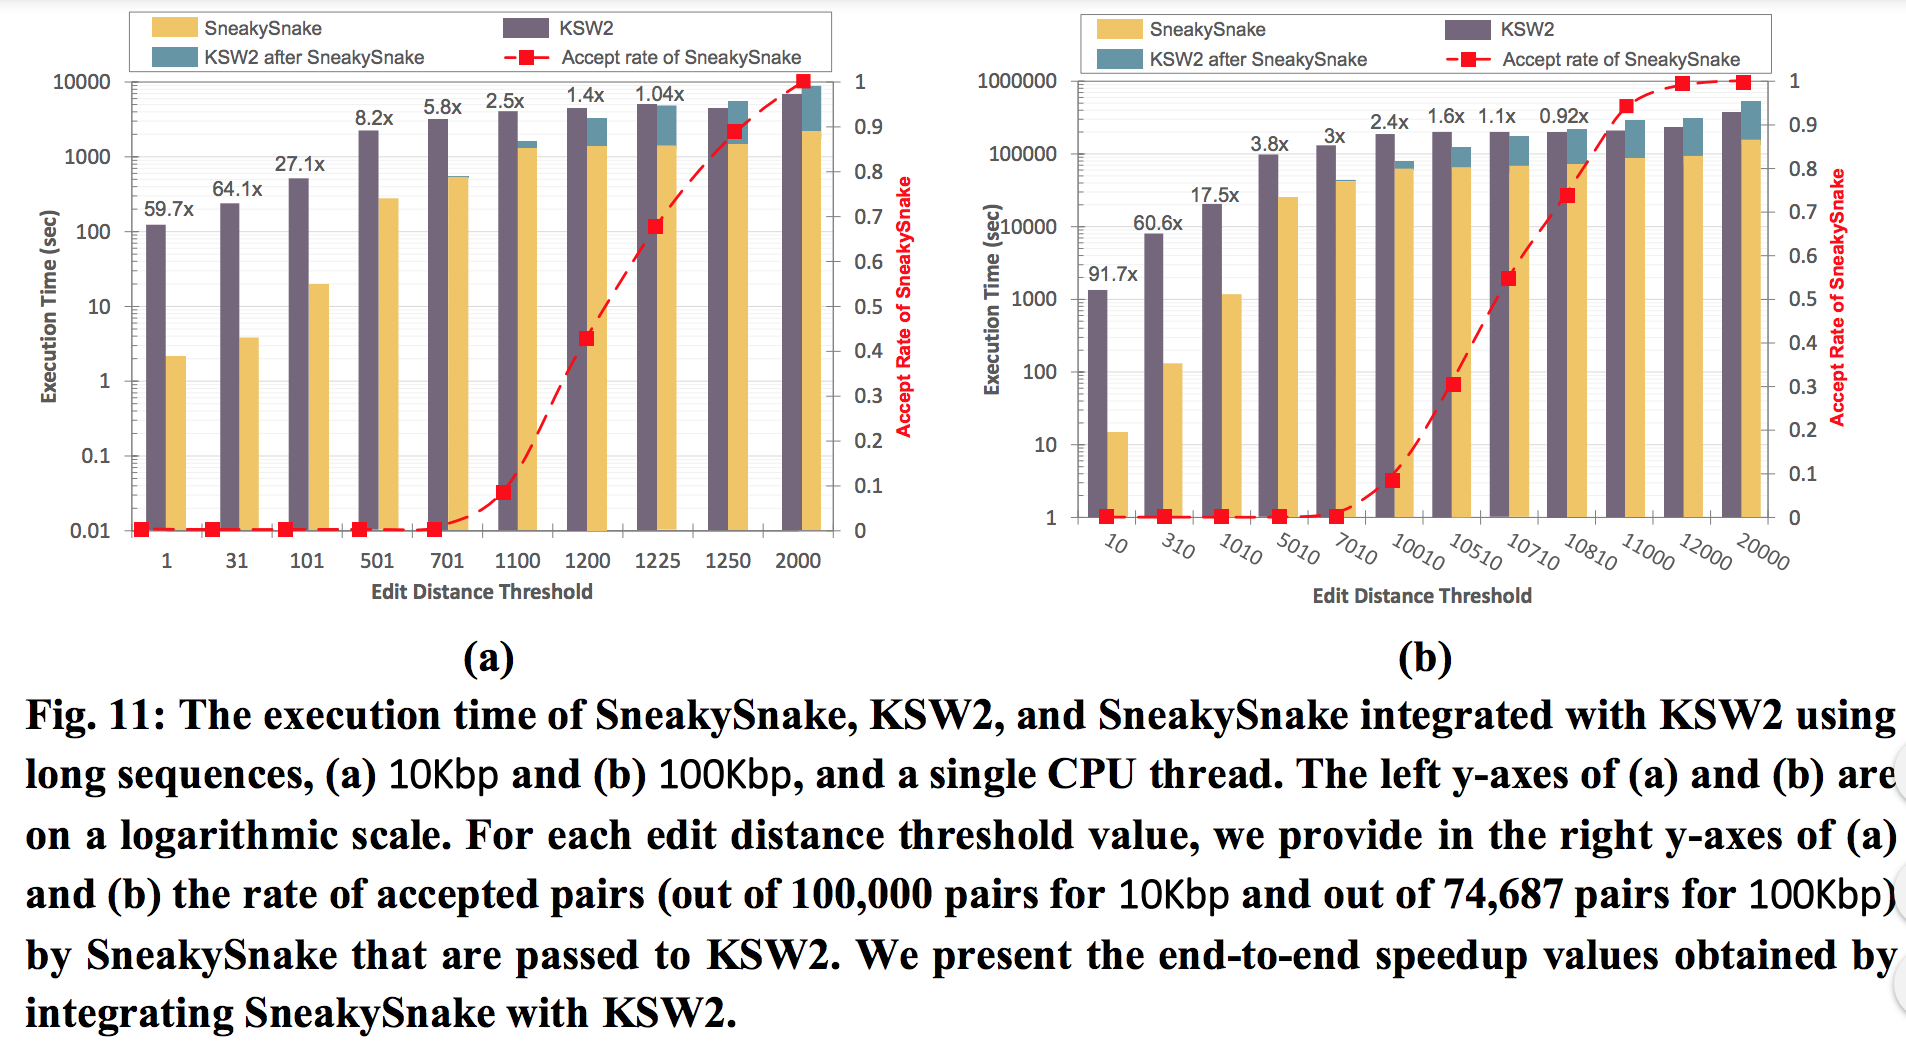 SneakySnake
KSW2
KSW2 after SneakySnake
Accept rate of SneakySnake
10000
1000
100
10
1
0.1
0.01
Execution Time (sec)
59.7x
64.1x
27.1x
8.2x
5.8x
2.5x
1.4x
1.04x
1
0.9
0.8
0.7
0.6
0.5
0.4
0.3
0.2
0.1
0
Accept Rate of SneakySnake
1 31 101 501 701 1100 1200 1225 1250 2000
Edit Distance Threshold
(a)
SneakySnake
KSW2
KSW2 after SneakySnake
Accept rate of SneakySnake
1000000
100000
10000
1000
100
10
1
Execution Time (sec)
91.7x
60.6x
17.5x
3.8x
3x
2.4x
1.6x
1.1x
0.92x
1
0.9
0.8
0.7
0.6
0.5
0.4
0.3
0.2
0.1
0
Accept Rate of SneakySnake
10 310 1010 5010 7010 10010 10510 10710 10810 11000 12000 20000
Edit Distance Threshold
(b)
Fig. 11: The execution time of SneakySnake, KSW2, and SneakySnake integrated with KSW2 using
long sequences, (a) 10Kbp and (b) 100Kbp, and a single CPU thread. The left y-axes of (a) and (b) are
on a logarithmic scale. For each edit distance threshold value, we provide in the right y-axes of (a)
and (b) the rate of accepted pairs (out of 100,000 pairs for 10Kbp and out of 74,687 pairs for 100Kbp)
by SneakySnake that are passed to KSW2. We present the end-to-end speedup values obtained by
integrating SneakySnake with KSW2.